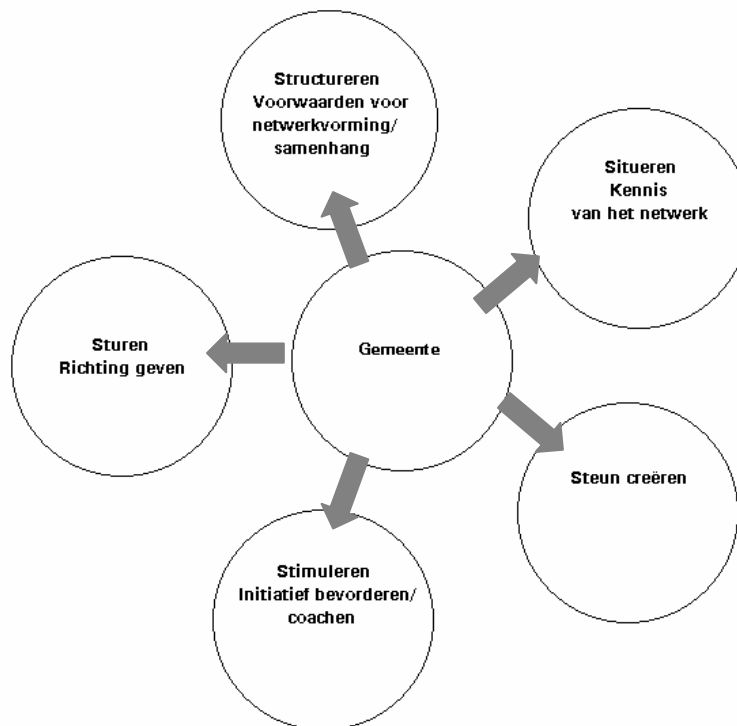 Structureren
Voorwaarden voor
netwerkvorming/
samenhang
Situeren
Kennis
van het netwerk
Sturen
Richting geven
Gemeente
Steun creëren
Stimuleren
Initiatief bevorderen/
coachen